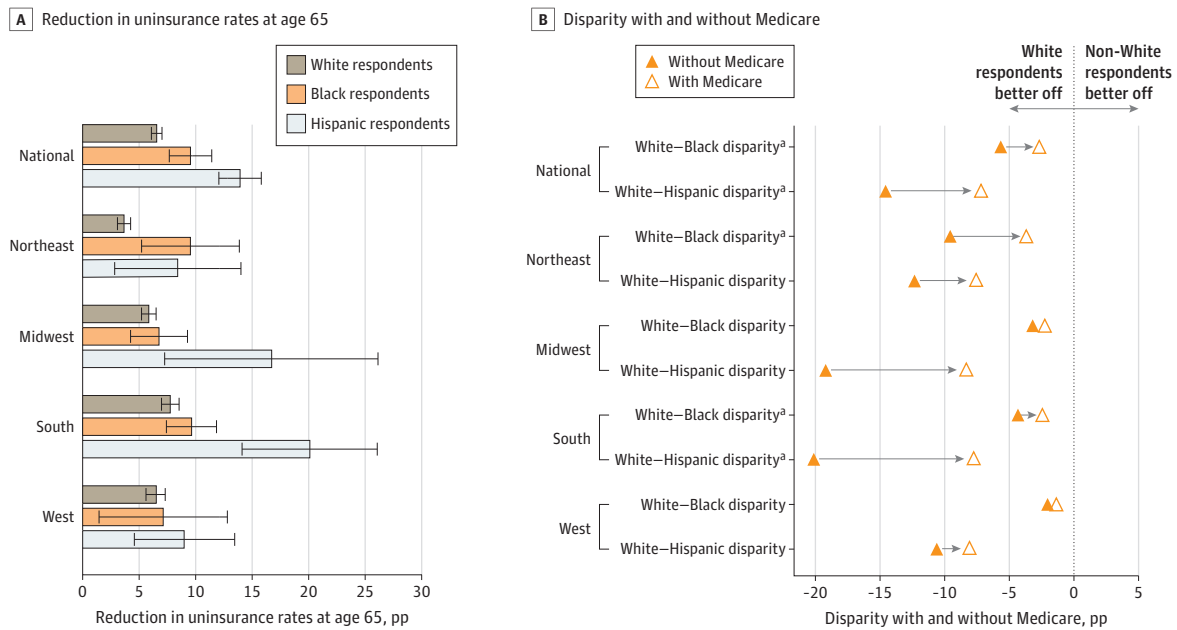 A Reduction in uninsurance rates at age 65
White respondents
Black respondents
Hispanic respondents
National
Northeast
Midwest
South
West
0 5 10 15 20 25 30
Reduction in uninsurance rates at age 65, pp
B Disparity with and without Medicare
Without Medicare
With Medicare
White
respondents
better off
Non-White
respondents
better off
National
White–Black disparityᵃ
White–Hispanic disparityᵃ
Northeast
White–Black disparityᵃ
White–Hispanic disparity
Midwest
White–Black disparity
White–Hispanic disparity
South
White–Black disparityᵃ
White–Hispanic disparityᵃ
West
White–Black disparity
White–Hispanic disparity
-20 -15 -10 -5 0 5
Disparity with and without Medicare, pp